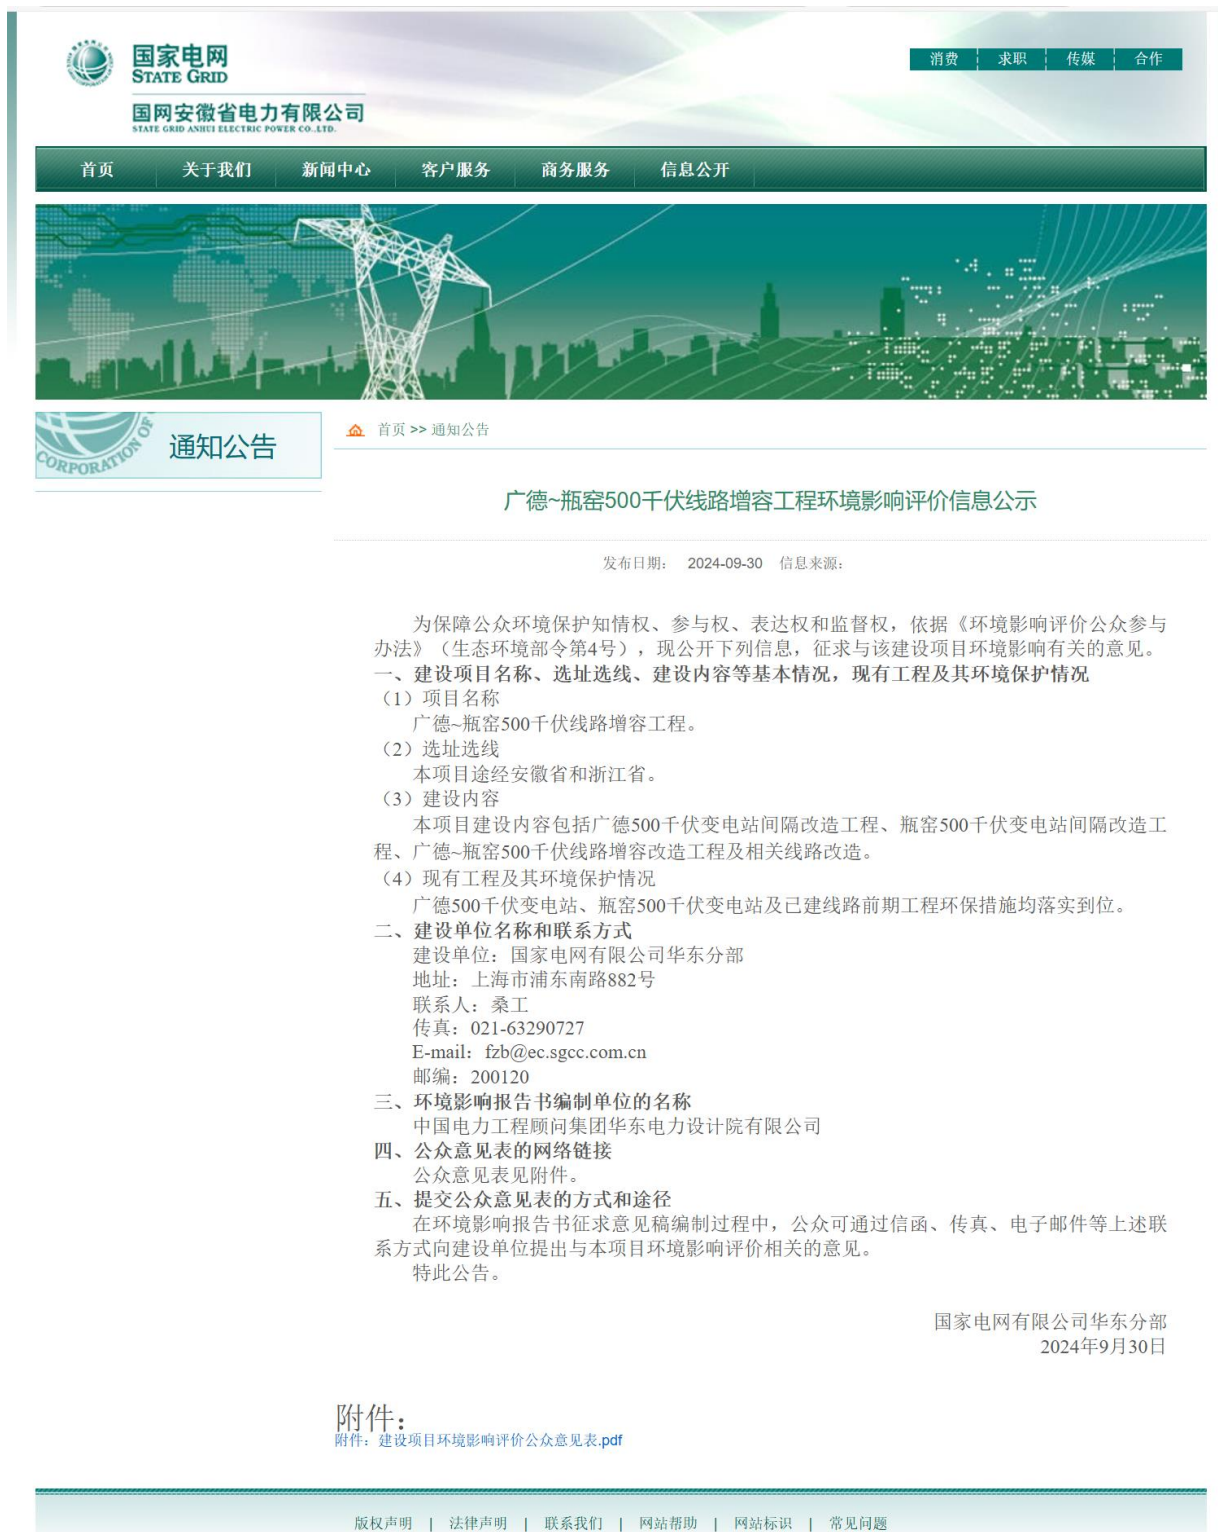 国家电网
STATE GRID
国网安徽省电力有限公司
STATE GRID ANHUI ELECTRIC POWER CO.,LTD.
消费 求职 传媒 合作
首页 关于我们 新闻中心 客户服务 商务服务 信息公开
CORPORATION OF
通知公告
首页 >> 通知公告
广德~瓶窑500千伏线路增容工程环境影响评价信息公示
发布日期： 2024-09-30 信息来源：
为保障公众环境保护知情权、参与权、表达权和监督权，依据《环境影响评价公众参与
办法》（生态环境部令第4号），现公开下列信息，征求与该建设项目环境影响有关的意见。
一、建设项目名称、选址选线、建设内容等基本情况，现有工程及其环境保护情况
（1）项目名称
广德~瓶窑500千伏线路增容工程。
（2）选址选线
本项目途经安徽省和浙江省。
（3）建设内容
本项目建设内容包括广德500千伏变电站间隔改造工程、瓶窑500千伏变电站间隔改造工
程、广德~瓶窑500千伏线路增容改造工程及相关线路改造。
（4）现有工程及其环境保护情况
广德500千伏变电站、瓶窑500千伏变电站及已建线路前期工程环保措施均落实到位。
二、建设单位名称和联系方式
建设单位：国家电网有限公司华东分部
地址：上海市浦东南路882号
联系人：桑工
传真：021-63290727
E-mail：fzb@ec.sgcc.com.cn
邮编：200120
三、环境影响报告书编制单位的名称
中国电力工程顾问集团华东电力设计院有限公司
四、公众意见表的网络链接
公众意见表见附件。
五、提交公众意见表的方式和途径
在环境影响报告书征求意见稿编制过程中，公众可通过信函、传真、电子邮件等上述联
系方式向建设单位提出与本项目环境影响评价相关的意见。
特此公告。
国家电网有限公司华东分部
2024年9月30日
附件：
附件：建设项目环境影响评价公众意见表.pdf
版权声明 | 法律声明 | 联系我们 | 网站帮助 | 网站标识 | 常见问题